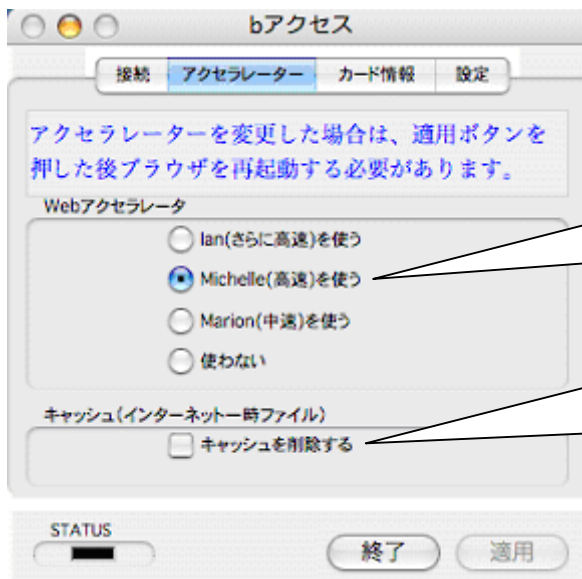 bアクセス
接続 アクセラレーター カード情報 設定
アクセラレーターを変更した場合は、適用ボタンを
押した後ブラウザを再起動する必要があります。
Webアクセラレータ
Ian(さらに高速)を使う
Michelle(高速)を使う
Marion(中速)を使う
使わない
キャッシュ(インターネット一時ファイル)
キャッシュを削除する
STATUS
終了 適用